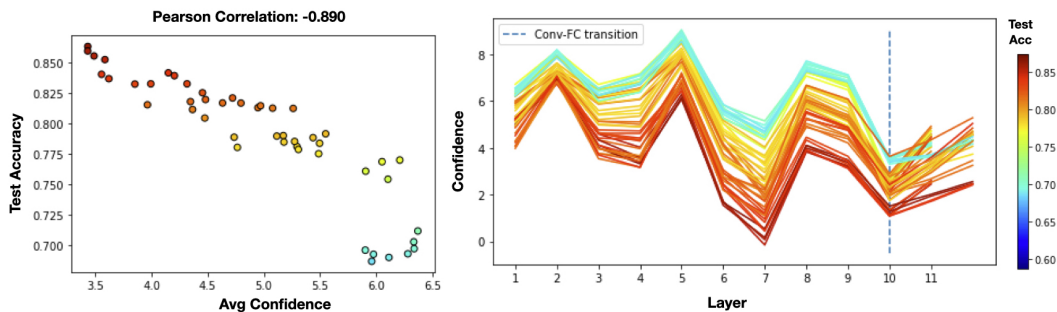 Pearson Correlation: -0.890
Test Accuracy
0.850
0.825
0.800
0.775
0.750
0.725
0.700
3.5 4.0 4.5 5.0 5.5 6.0 6.5
Avg Confidence
Conv-FC transition
Confidence
8
6
4
2
0
1 2 3 4 5 6 7 8 9 10 11
Layer
Test
Acc
0.85
0.80
0.75
0.70
0.65
0.60